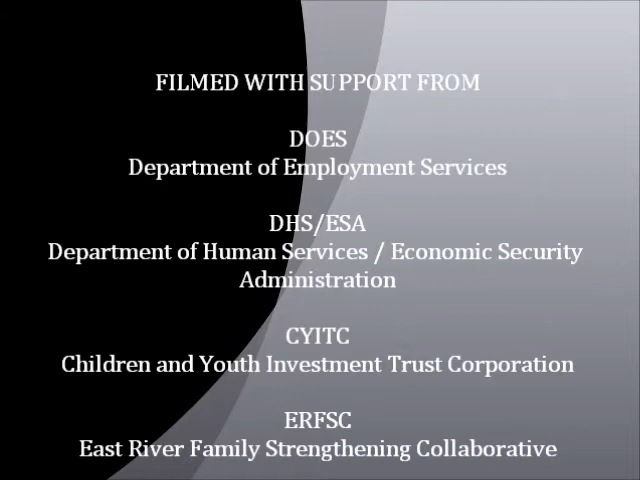 FILMED WITH SUPPORT FROM
DOES
Department of Employment Services
DHS/ESA
Department of Human Services / Economic Security
Administration
CYITC
Children and Youth Investment Trust Corporation
ERFSC
East River Family Strengthening Collaborative